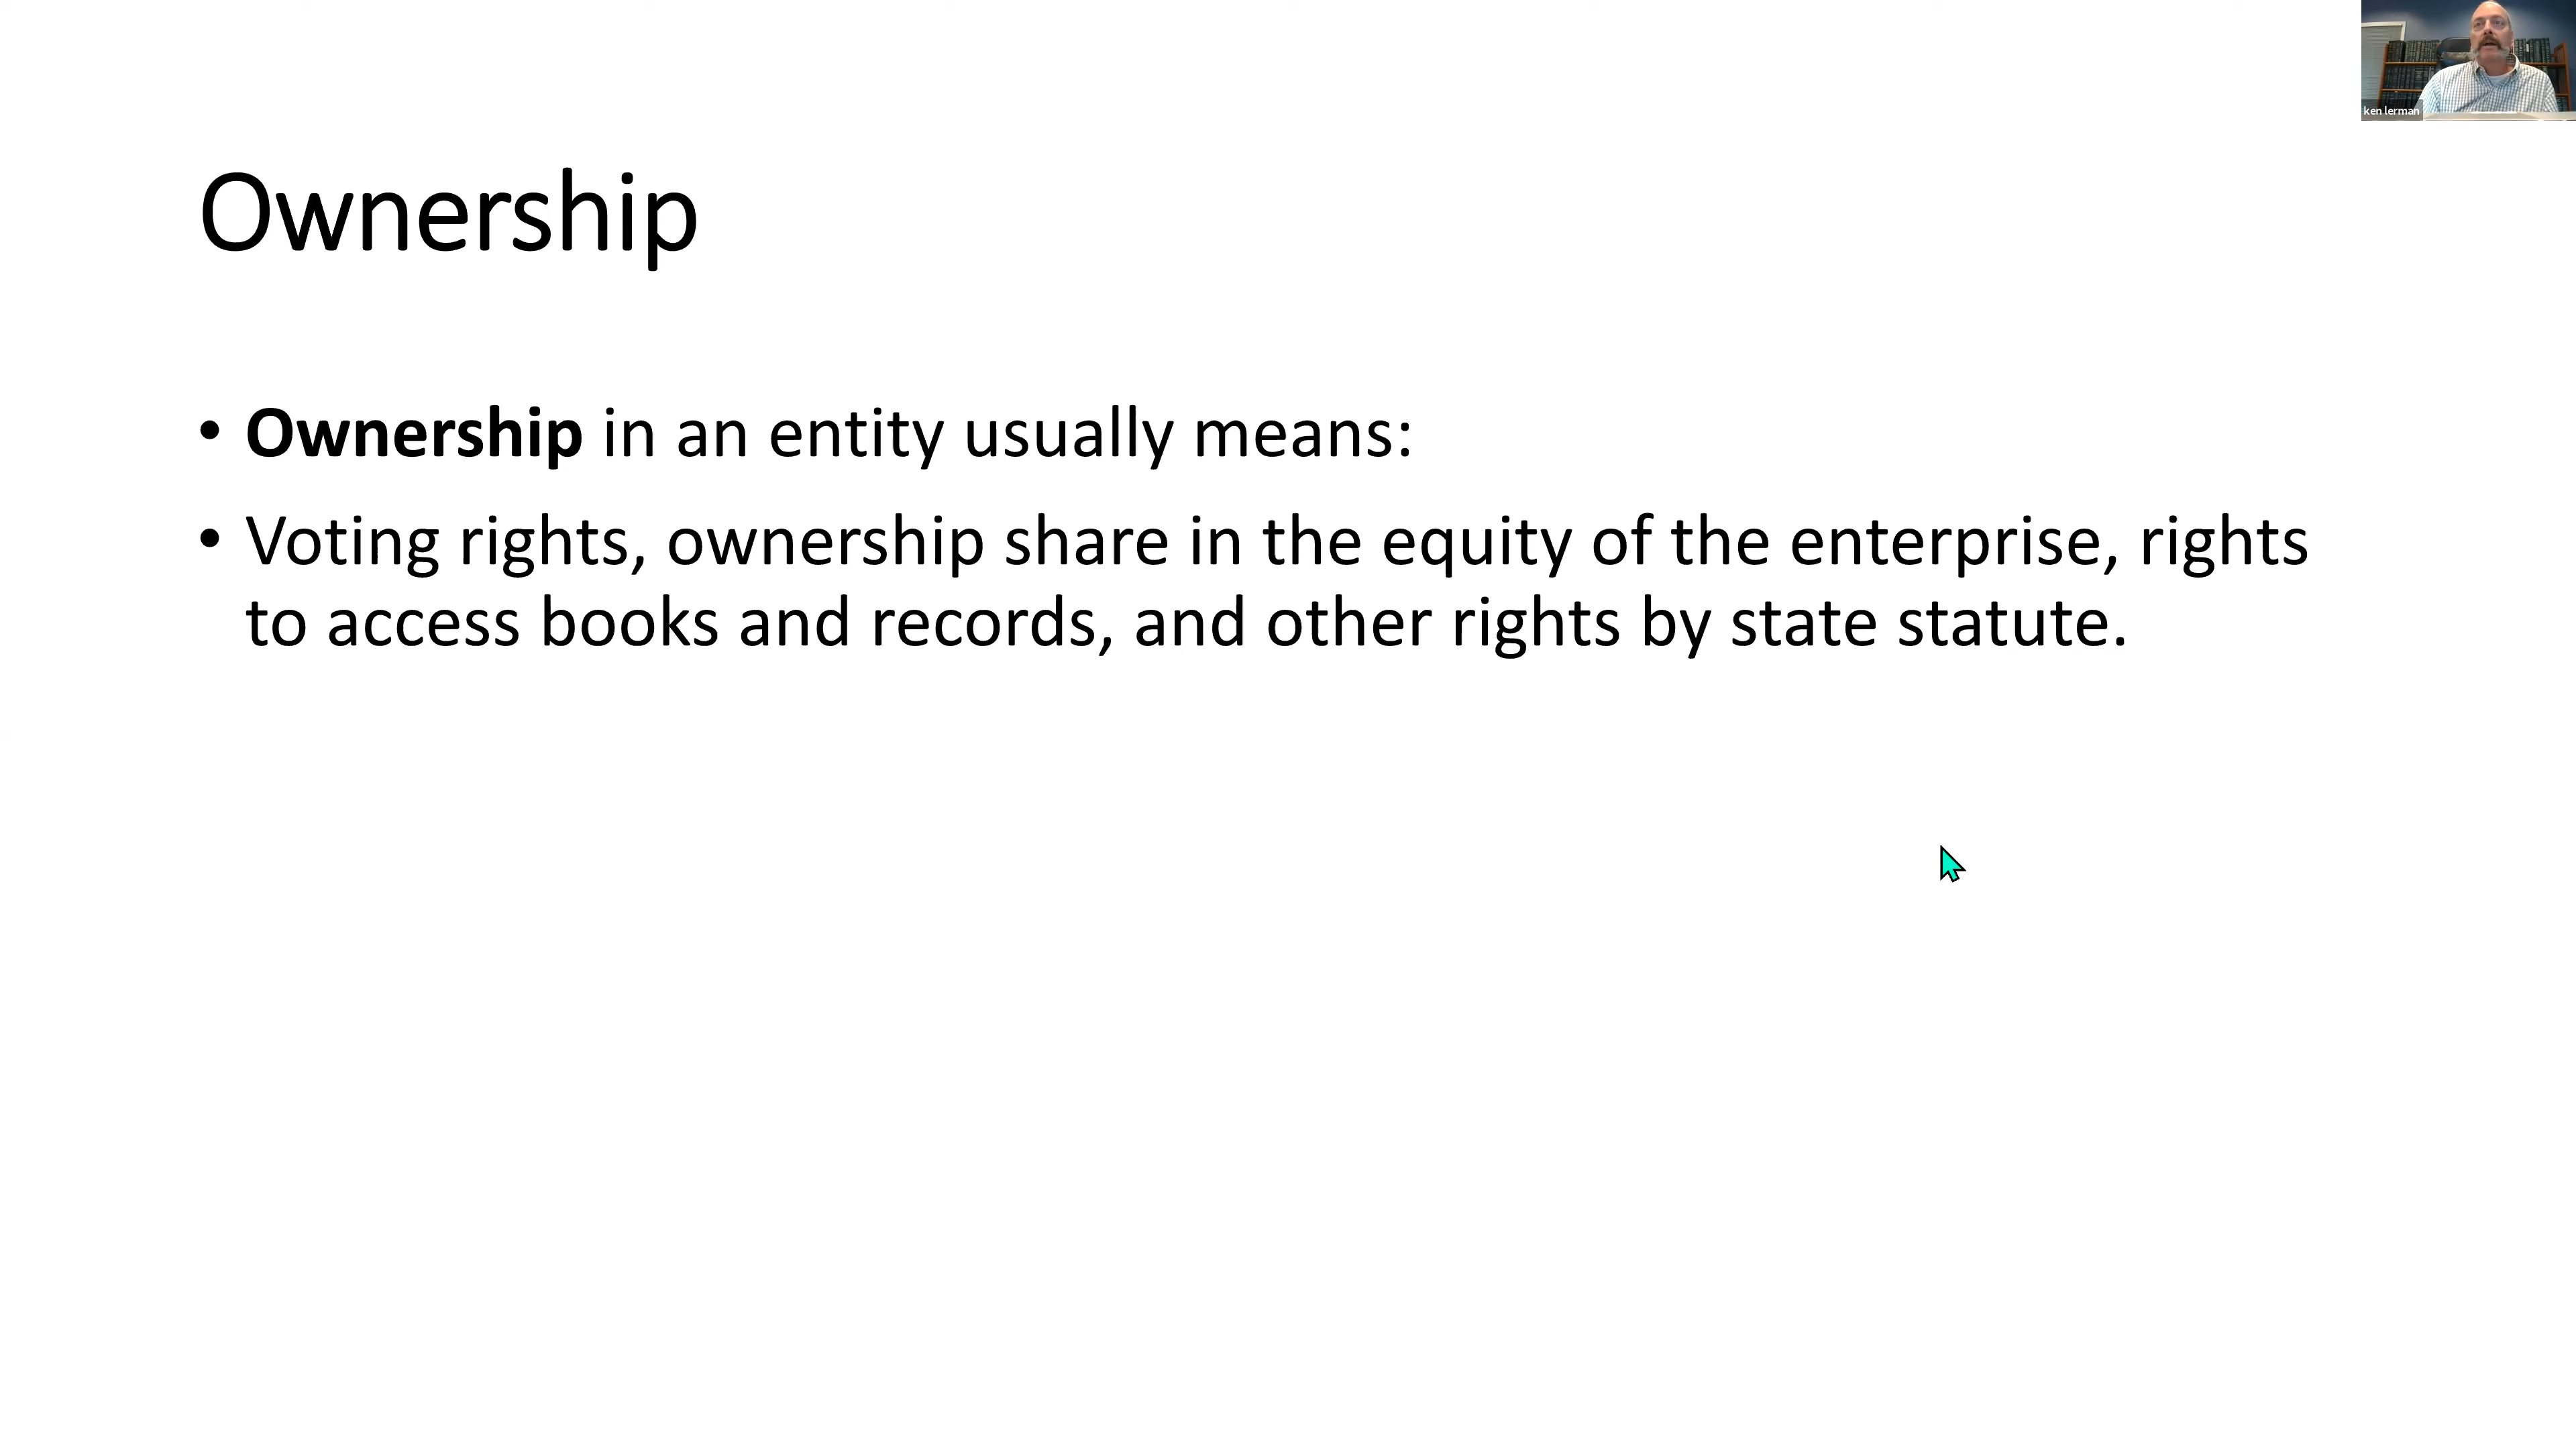 ken lerman
Ownership
• Ownership in an entity usually means:
• Voting rights, ownership share in the equity of the enterprise, rights
to access books and records, and other rights by state statute.